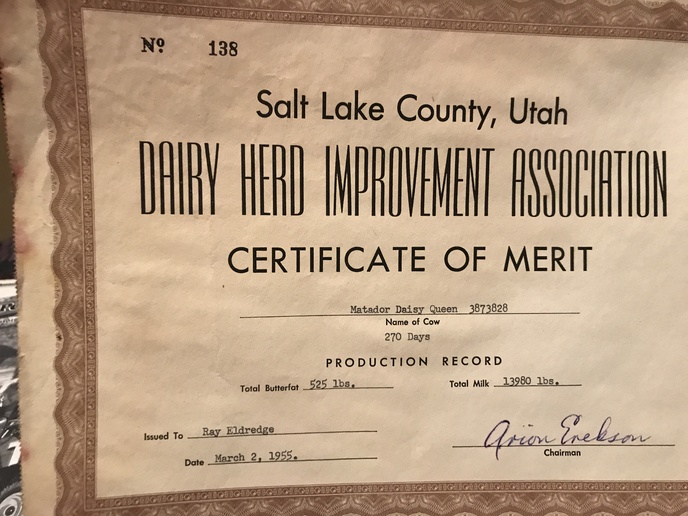 Nº 138
Salt Lake County, Utah
DAIRY HERD IMPROVEMENT ASSOCIATION
CERTIFICATE OF MERIT
Matador Daisy Queen 3873828
Name of Cow
270 Days
PRODUCTION RECORD
Total Butterfat 525 lbs. Total Milk 13980 lbs.
Issued To Ray Eldredge
Date March 2, 1955.
Chairman